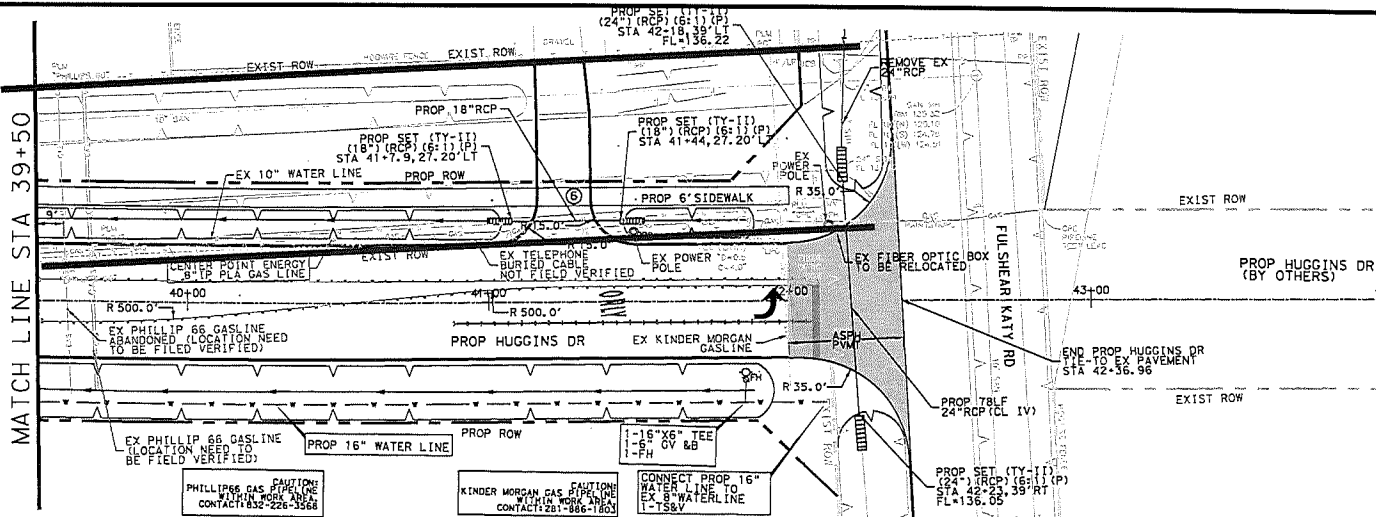 PROP SET (TY-II)
(24") (RCP) (6:1) (P)
STA 42+18,39'LT
FL=136.22
EXIST ROW
EXIST ROW
GRAVEL
EXIST ROW
REMOVE EX
24"RCP
PROP 18"RCP
PROP SET (TY-II)
(18") (RCP) (6:1) (P)
STA 41+7.9,27.20'LT
PROP SET (TY-II)
(18") (RCP) (6:1) (P)
STA 41+44,27.20'LT
EX
POWER
POLE
EX 10" WATER LINE
PROP ROW
6
PROP 6'SIDEWALK
R 35.0'
MATCH LINE STA 39+50
9'
R 15.0'
EXIST ROW
CENTER POINT ENERGY
8" IP PLA GAS LINE
EXIST ROW
EX TELEPHONE
BURIED CABLE
NOT FIELD VERIFIED
EX POWER
POLE
EX FIBER OPTIC BOX
TO BE RELOCATED
FULSHEAR KATY RD
PROP HUGGINS DR
(BY OTHERS)
40+00
41+00
42+00
43+00
R 500.0'
R 500.0'
ONLY
EX PHILLIP 66 GASLINE
ABANDONED (LOCATION NEED
TO BE FILED VERIFIED)
PROP HUGGINS DR
EX KINDER MORGAN
GASLINE
ASPH
PVMT
END PROP HUGGINS DR
TIE-TO EX PAVEMENT
STA 42+36.96
R 35.0'
FH
PROP 78LF
24"RCP(CL IV)
EXIST ROW
EX PHILLIP 66 GASLINE
(LOCATION NEED TO
BE FIELD VERIFIED)
PROP 16" WATER LINE
PROP ROW
1-16"X6" TEE
1-6" GV &B
1-FH
EXIST ROW
CAUTION:
PHILLIP66 GAS PIPELINE
WITHIN WORK AREA.
CONTACT:832-226-3568
CAUTION:
KINDER MORGAN GAS PIPELINE
WITHIN WORK AREA.
CONTACT:281-886-1803
CONNECT PROP 16"
WATER LINE TO
EX 8"WATERLINE
1-TS&V
PROP SET (TY-II)
(24") (RCP) (6:1) (P)
STA 42+23,39'RT
FL=136.05